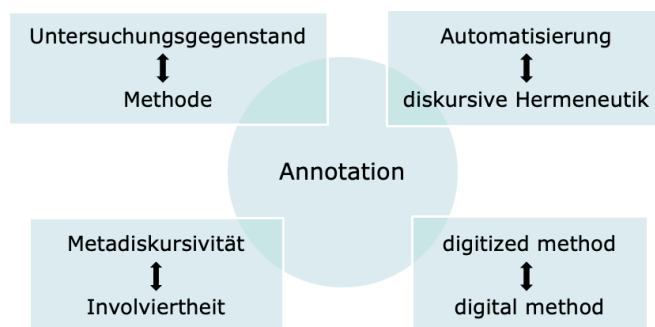 Untersuchungsgegenstand
Methode
Automatisierung
diskursive Hermeneutik
Annotation
Metadiskursivität
Involviertheit
digitized method
digital method